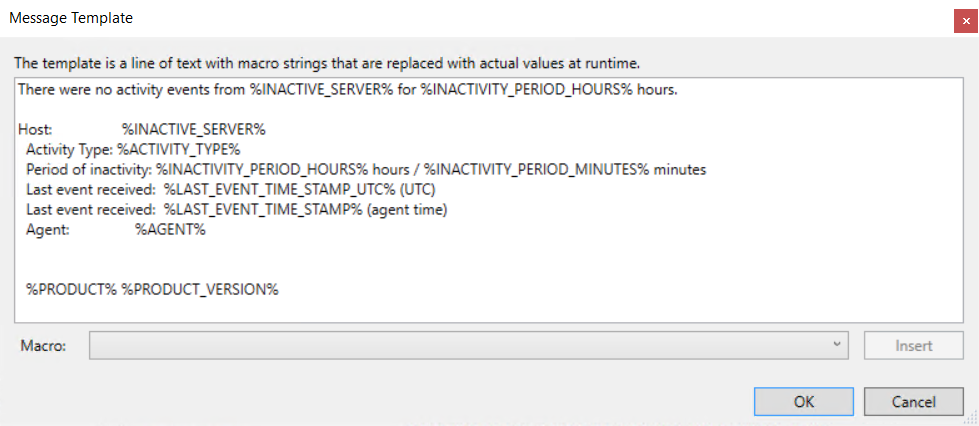 Message Template
The template is a line of text with macro strings that are replaced with actual values at runtime.
There were no activity events from %INACTIVE_SERVER% for %INACTIVITY_PERIOD_HOURS% hours.
Host: %INACTIVE_SERVER%
Activity Type: %ACTIVITY_TYPE%
Period of inactivity: %INACTIVITY_PERIOD_HOURS% hours / %INACTIVITY_PERIOD_MINUTES% minutes
Last event received: %LAST_EVENT_TIME_STAMP_UTC% (UTC)
Last event received: %LAST_EVENT_TIME_STAMP% (agent time)
Agent: %AGENT%
%PRODUCT% %PRODUCT_VERSION%
Macro: Insert
OK Cancel